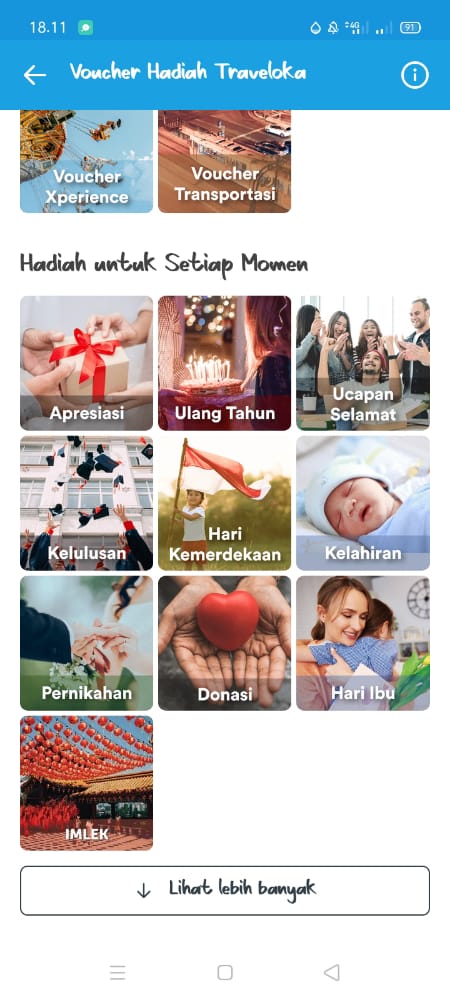 18.11
4G
91
Voucher Hadiah Traveloka
Voucher
Xperience
Voucher
Transportasi
Hadiah untuk Setiap Momen
Apresiasi
Ulang Tahun
Ucapan
Selamat
Kelulusan
Hari
Kemerdekaan
Kelahiran
Pernikahan
Donasi
Hari Ibu
IMLEK
Lihat lebih banyak